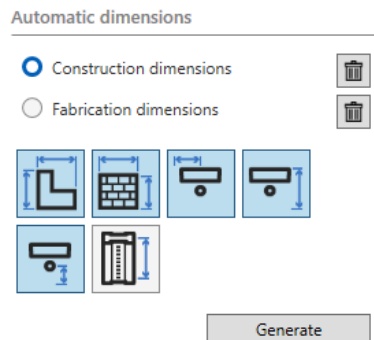 Automatic dimensions
Construction dimensions
Fabrication dimensions
Generate